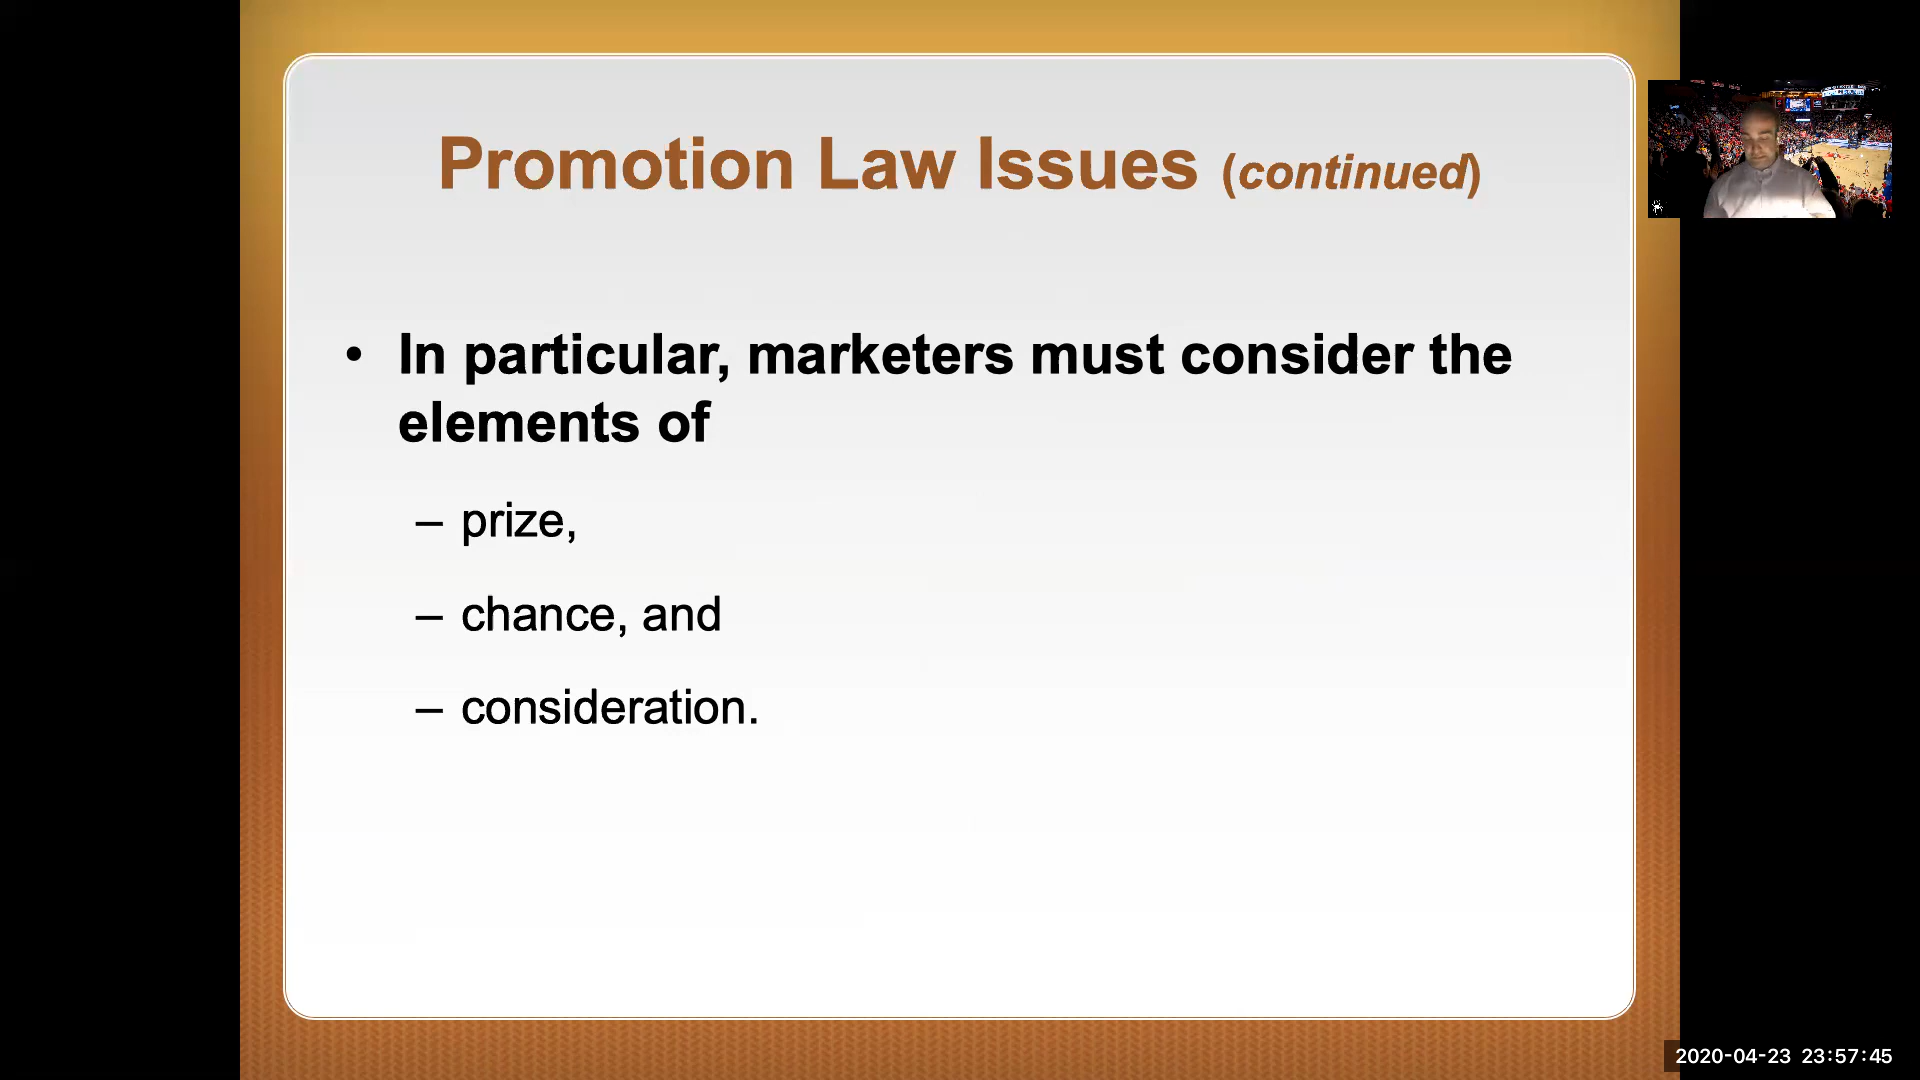 Promotion Law Issues (continued)
• In particular, marketers must consider the
elements of
– prize,
– chance, and
– consideration.
2020-04-23 23:57:45